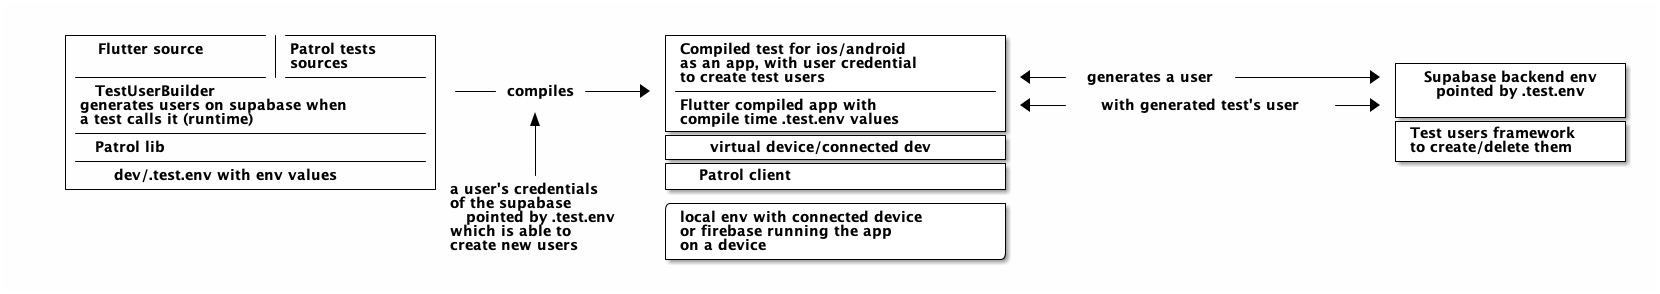 Flutter source
Patrol tests
sources
TestUserBuilder
generates users on supabase when
a test calls it (runtime)
Patrol lib
dev/.test.env with env values
compiles
a user's credentials
of the supabase
pointed by .test.env
which is able to
create new users
Compiled test for ios/android
as an app, with user credential
to create test users
Flutter compiled app with
compile time .test.env values
virtual device/connected dev
Patrol client
local env with connected device
or firebase running the app
on a device
generates a user
with generated test's user
Supabase backend env
pointed by .test.env
Test users framework
to create/delete them